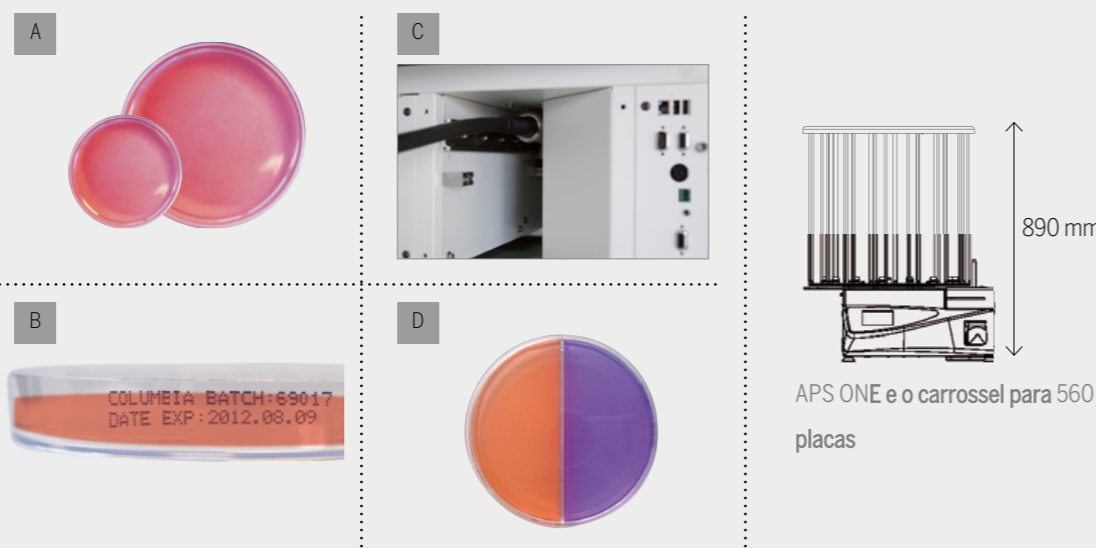 A
C
890 mm
B
COLUMBIA BATCH:69017
DATE EXP:2012.08.09
D
APS ONE e o carrossel para 560
placas